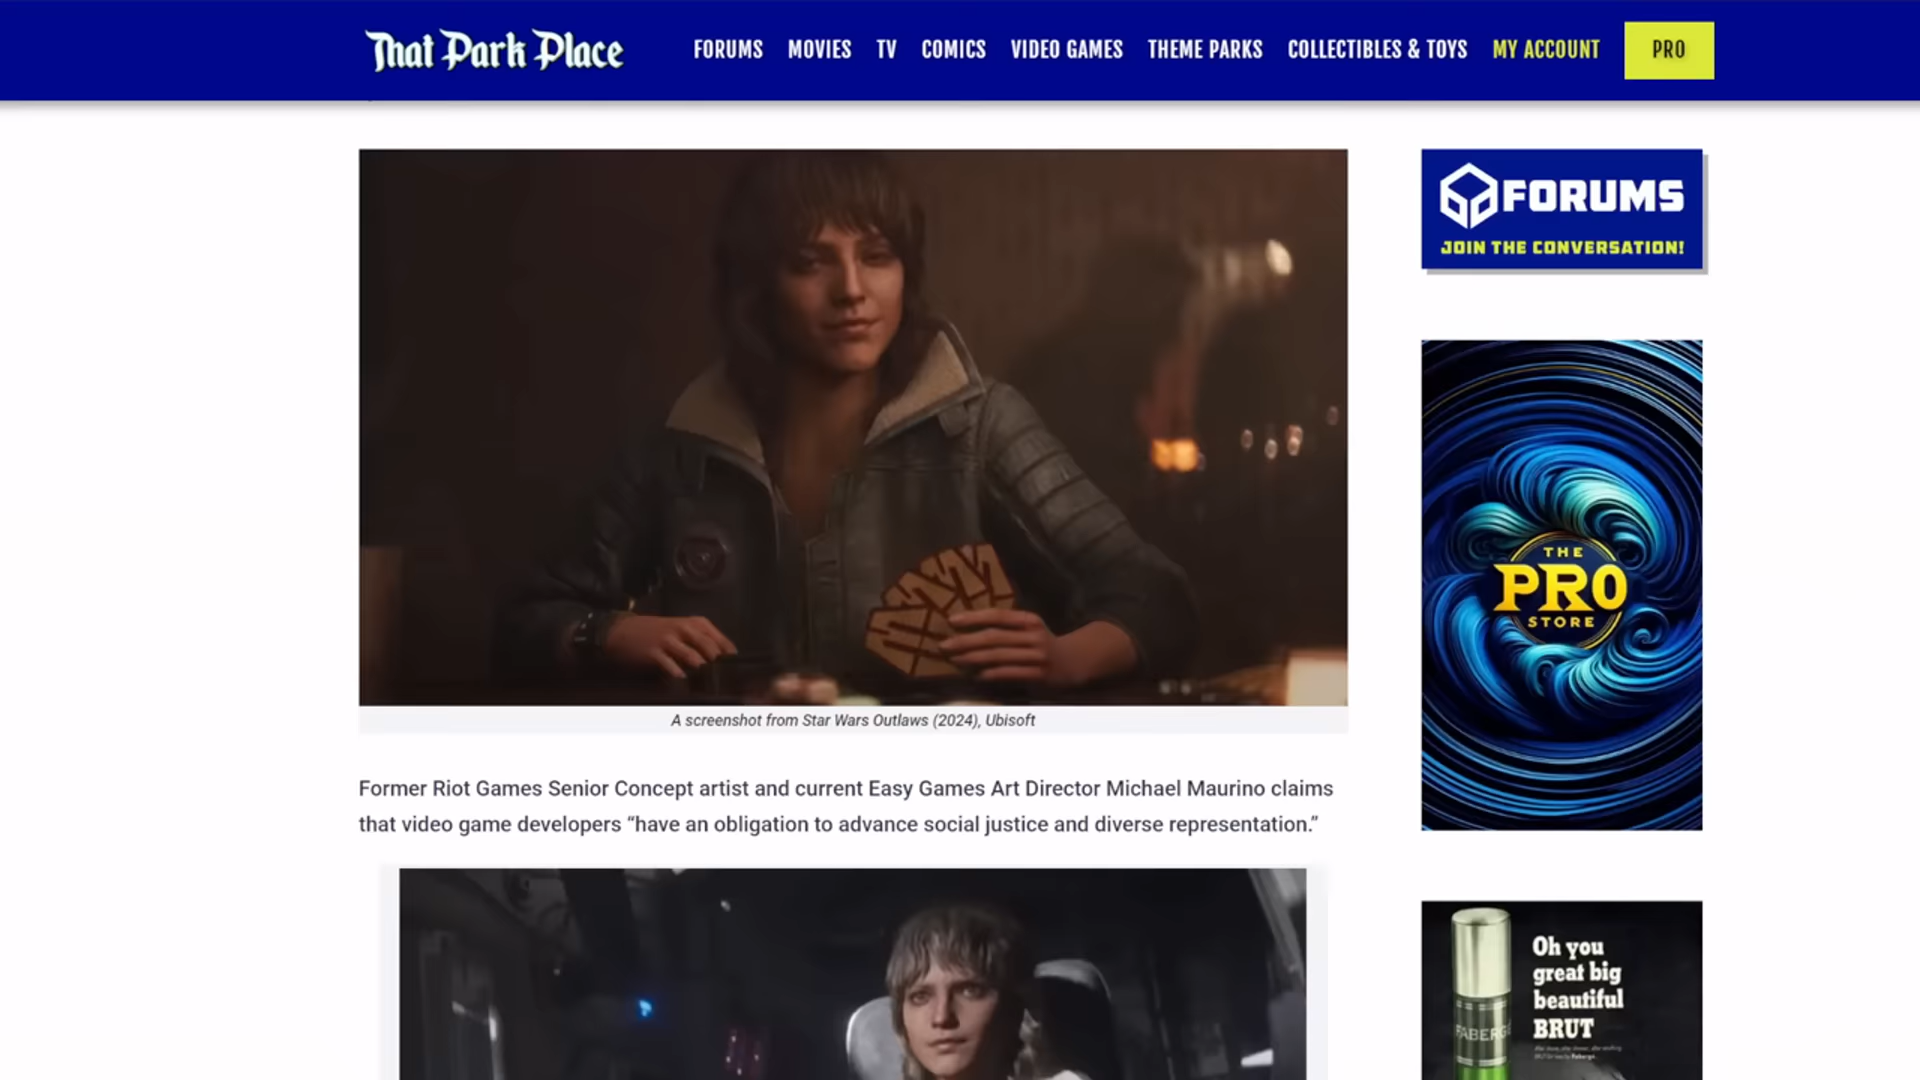 That Park Place
FORUMS MOVIES TV COMICS VIDEO GAMES THEME PARKS COLLECTIBLES & TOYS MY ACCOUNT PRO
FORUMS
JOIN THE CONVERSATION!
THE
PRO
STORE
A screenshot from Star Wars Outlaws (2024), Ubisoft
Former Riot Games Senior Concept artist and current Easy Games Art Director Michael Maurino claims
that video game developers “have an obligation to advance social justice and diverse representation.”
Oh you
great big
beautiful
BRUT
FABERG